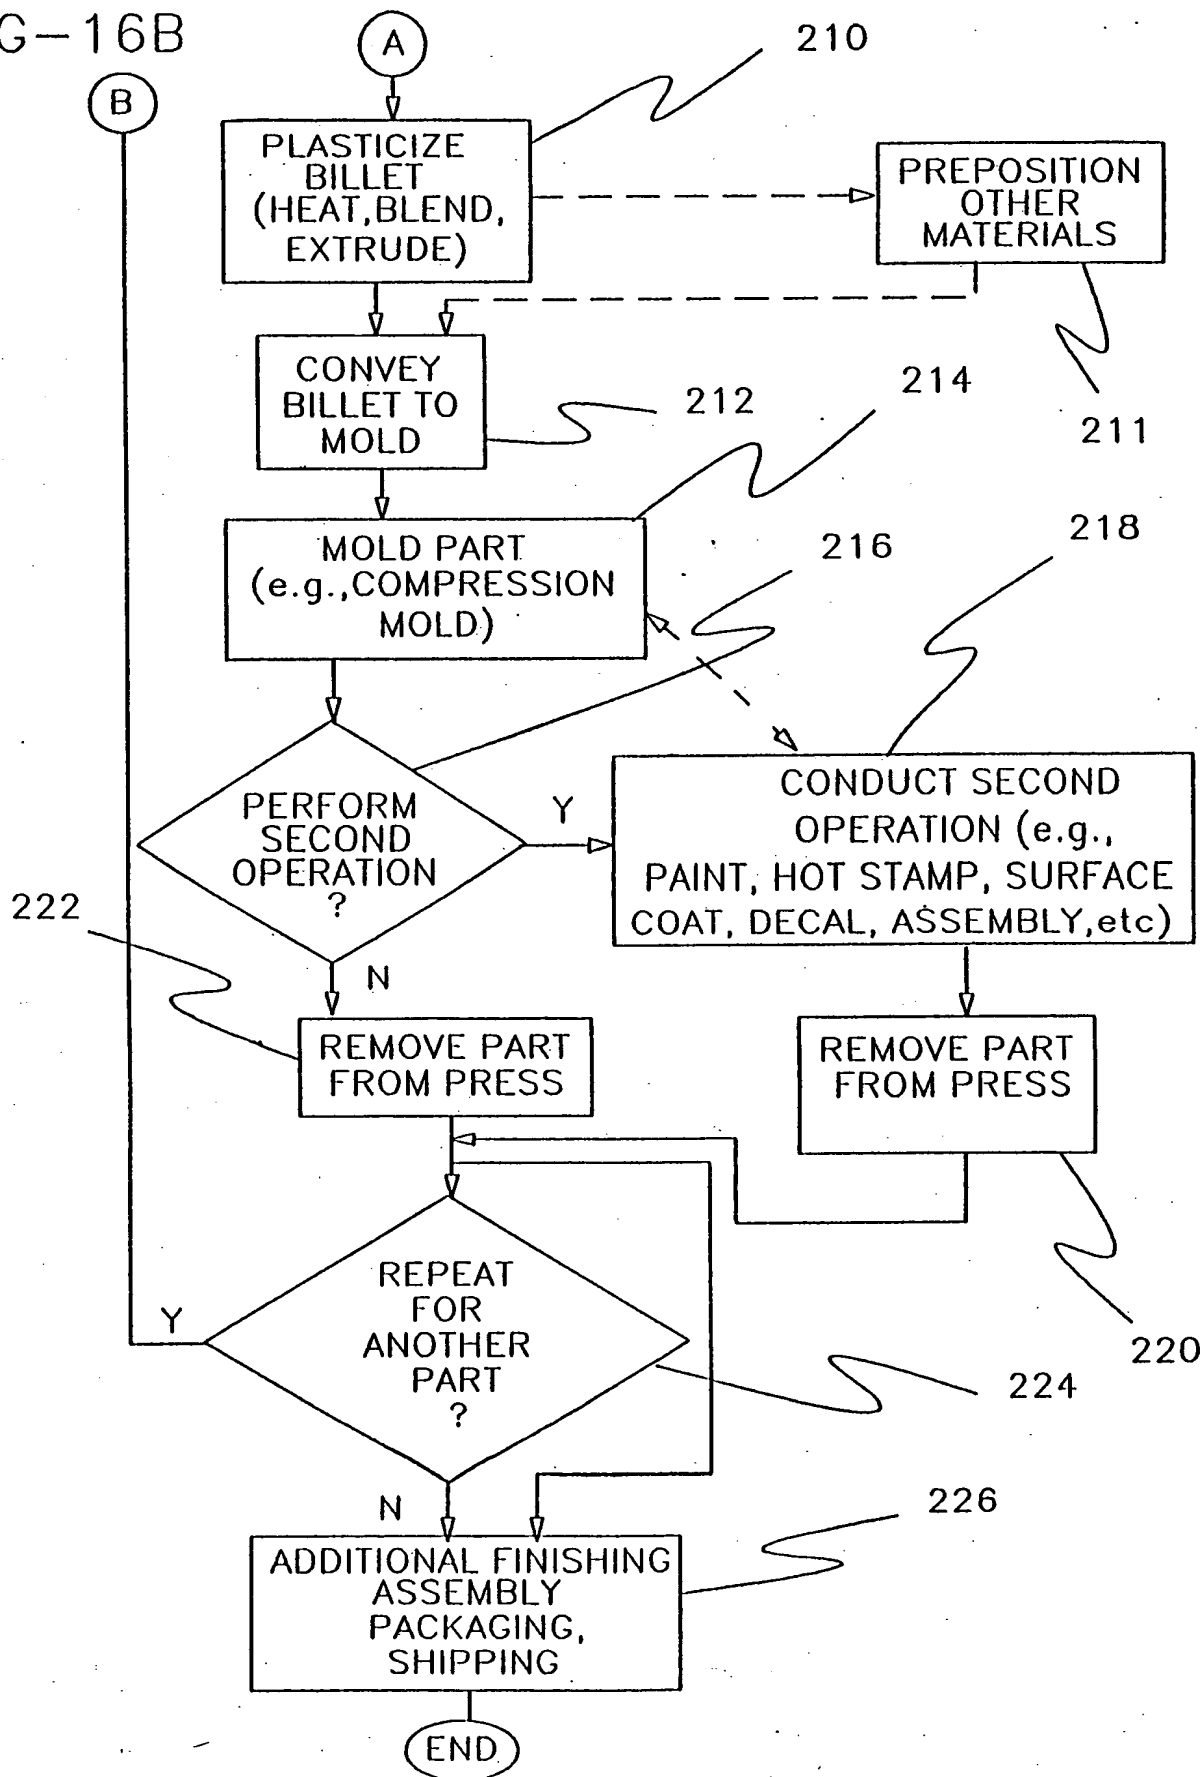 G-16B
A
210
B
PLASTICIZE
BILLET
(HEAT,BLEND,
EXTRUDE)
PREPOSITION
OTHER
MATERIALS
211
CONVEY
BILLET TO
MOLD
212
214
MOLD PART
(e.g.,COMPRESSION
MOLD)
216
218
PERFORM
SECOND
OPERATION
?
Y
N
CONDUCT SECOND
OPERATION (e.g.,
PAINT, HOT STAMP, SURFACE
COAT, DECAL, ASSEMBLY,etc)
222
REMOVE PART
FROM PRESS
REMOVE PART
FROM PRESS
220
REPEAT
FOR
ANOTHER
PART
?
Y
224
N
226
ADDITIONAL FINISHING
ASSEMBLY
PACKAGING,
SHIPPING
END